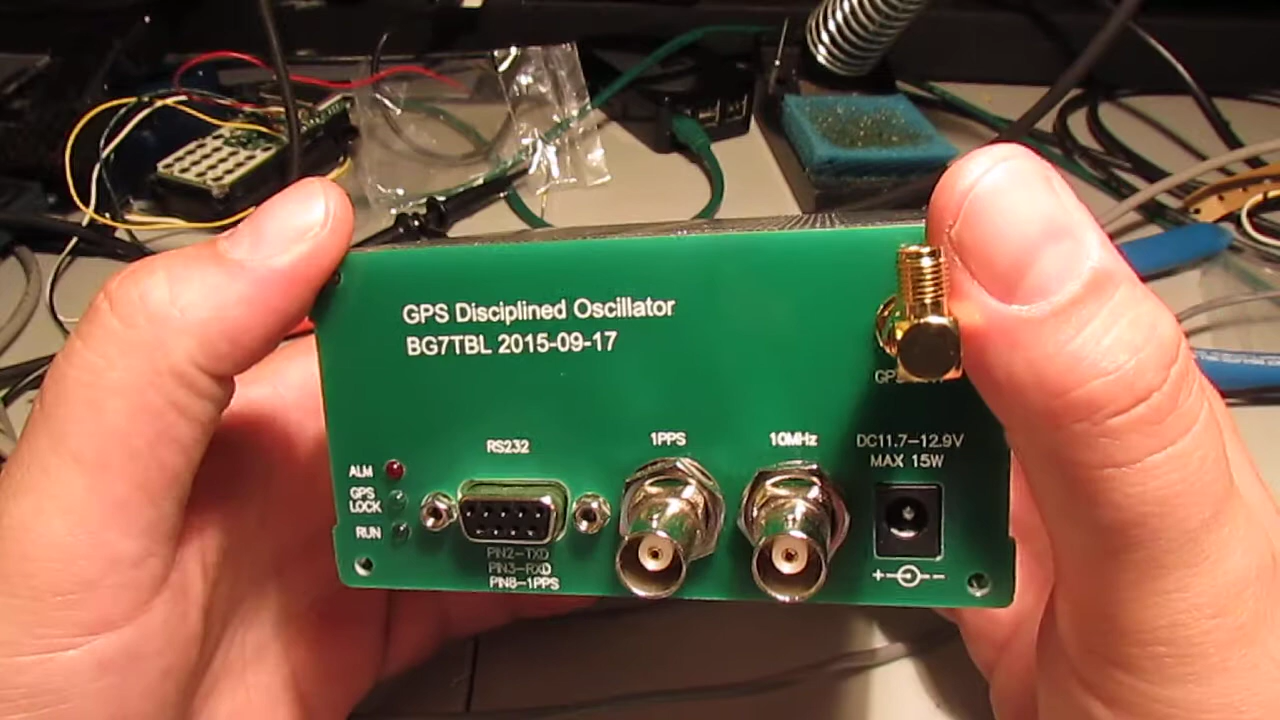 GPS Disciplined Oscillator
BG7TBL 2015-09-17
RS232
1PPS
10MHz
DC11.7-12.9V
MAX 15W
ALM
GPS
LOCK
RUN
PIN2-TXD
PIN3-RXD
PIN8-1PPS
+ -